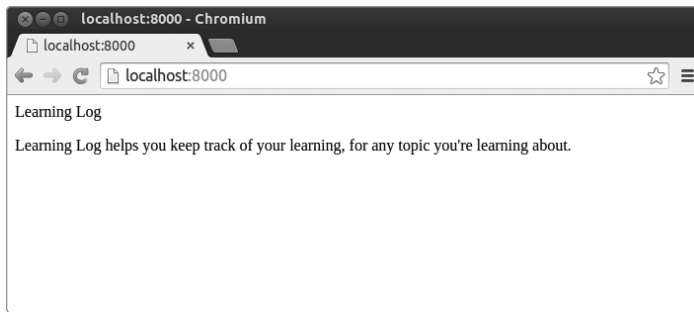 localhost:8000 - Chromium
localhost:8000
localhost:8000
Learning Log
Learning Log helps you keep track of your learning, for any topic you're learning about.